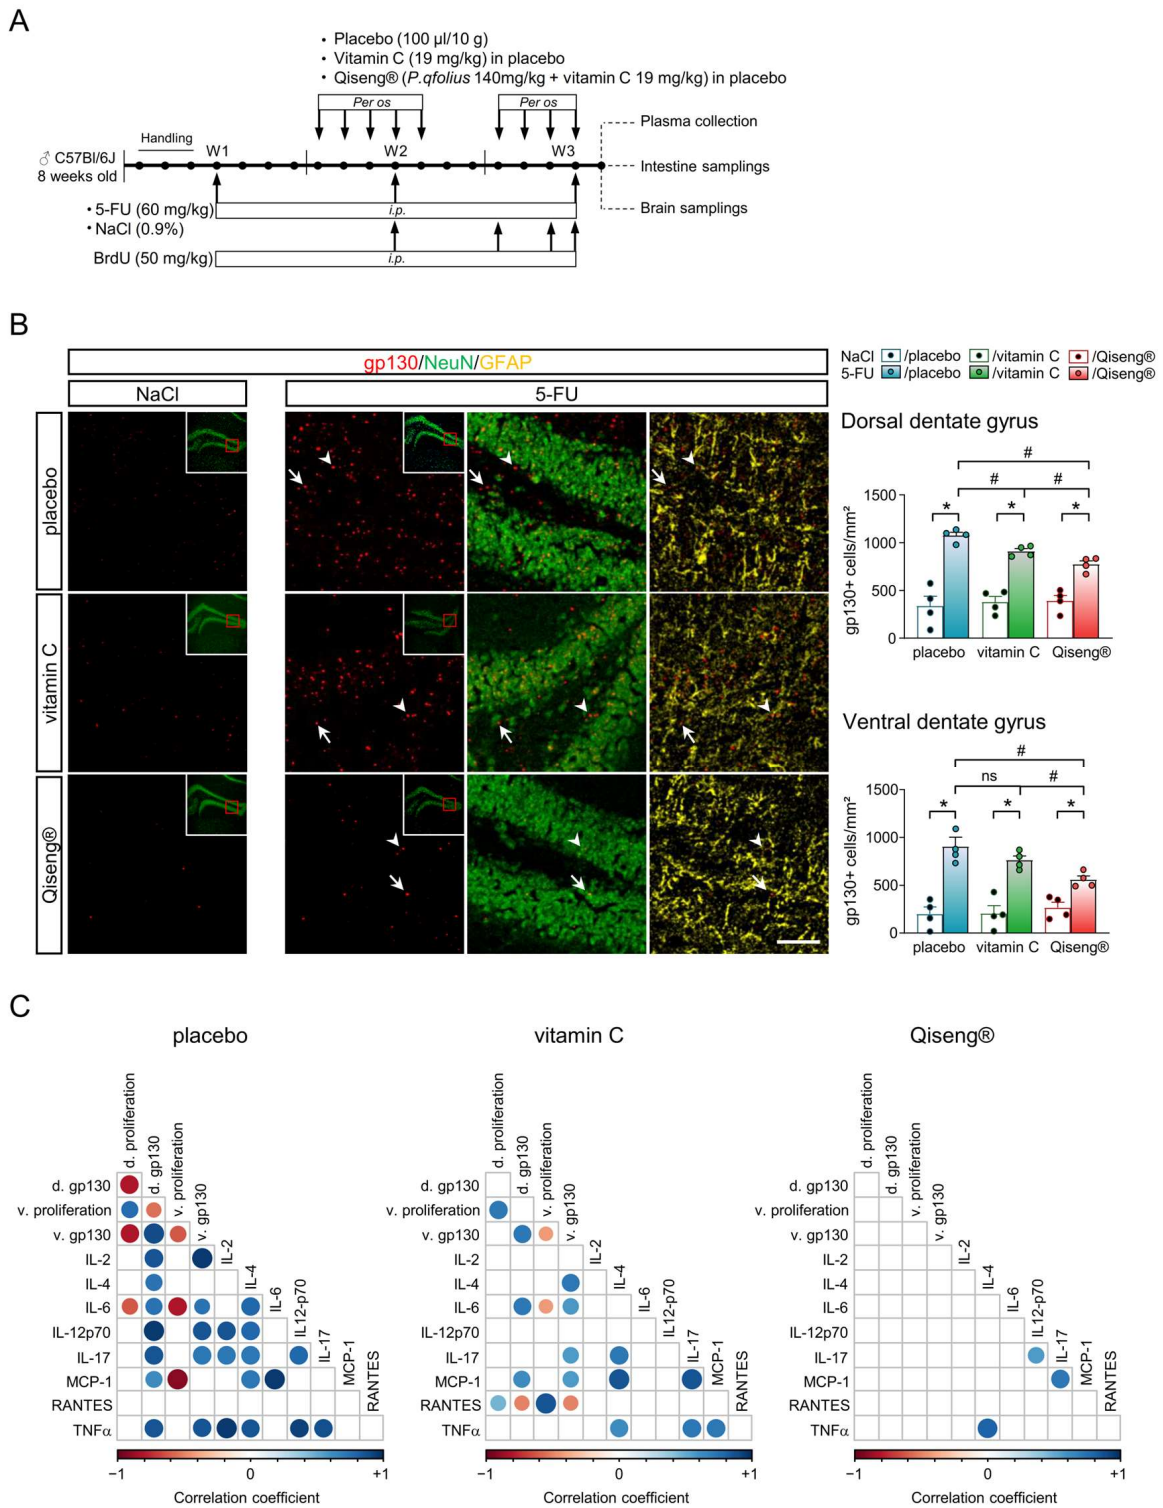 A
• Placebo (100 µl/10 g)
• Vitamin C (19 mg/kg) in placebo
• Qiseng® (P.qfolius 140mg/kg + vitamin C 19 mg/kg) in placebo
Per os Per os
Handling
W1 W2 W3
♂ C57Bl/6J
8 weeks old
Plasma collection
Intestine samplings
Brain samplings
• 5-FU (60 mg/kg) i.p.
• NaCl (0.9%)
BrdU (50 mg/kg) i.p.
B
gp130/NeuN/GFAP
NaCl 5-FU
placebo
vitamin C
Qiseng®
NaCl /placebo /vitamin C /Qiseng®
5-FU /placebo /vitamin C /Qiseng®
Dorsal dentate gyrus
#
# #
* * *
gp130+ cells/mm²
1500
1000
500
0
placebo vitamin C Qiseng®
Ventral dentate gyrus
#
ns #
* * *
gp130+ cells/mm²
1500
1000
500
0
placebo vitamin C Qiseng®
C
placebo
d. proliferation
d. gp130
v. proliferation
v. gp130
IL-2
IL-4
IL-6
IL12-p70
IL-17
MCP-1
RANTES
d. gp130
v. proliferation
v. gp130
IL-2
IL-4
IL-6
IL-12p70
IL-17
MCP-1
RANTES
TNFα
−1 0 +1
Correlation coefficient
vitamin C
d. proliferation
d. gp130
v. proliferation
v. gp130
IL-2
IL-4
IL-6
IL12-p70
IL-17
MCP-1
RANTES
d. gp130
v. proliferation
v. gp130
IL-2
IL-4
IL-6
IL-12p70
IL-17
MCP-1
RANTES
TNFα
−1 0 +1
Correlation coefficient
Qiseng®
d. proliferation
d. gp130
v. proliferation
v. gp130
IL-2
IL-4
IL-6
IL12-p70
IL-17
MCP-1
RANTES
d. gp130
v. proliferation
v. gp130
IL-2
IL-4
IL-6
IL-12p70
IL-17
MCP-1
RANTES
TNFα
−1 0 +1
Correlation coefficient